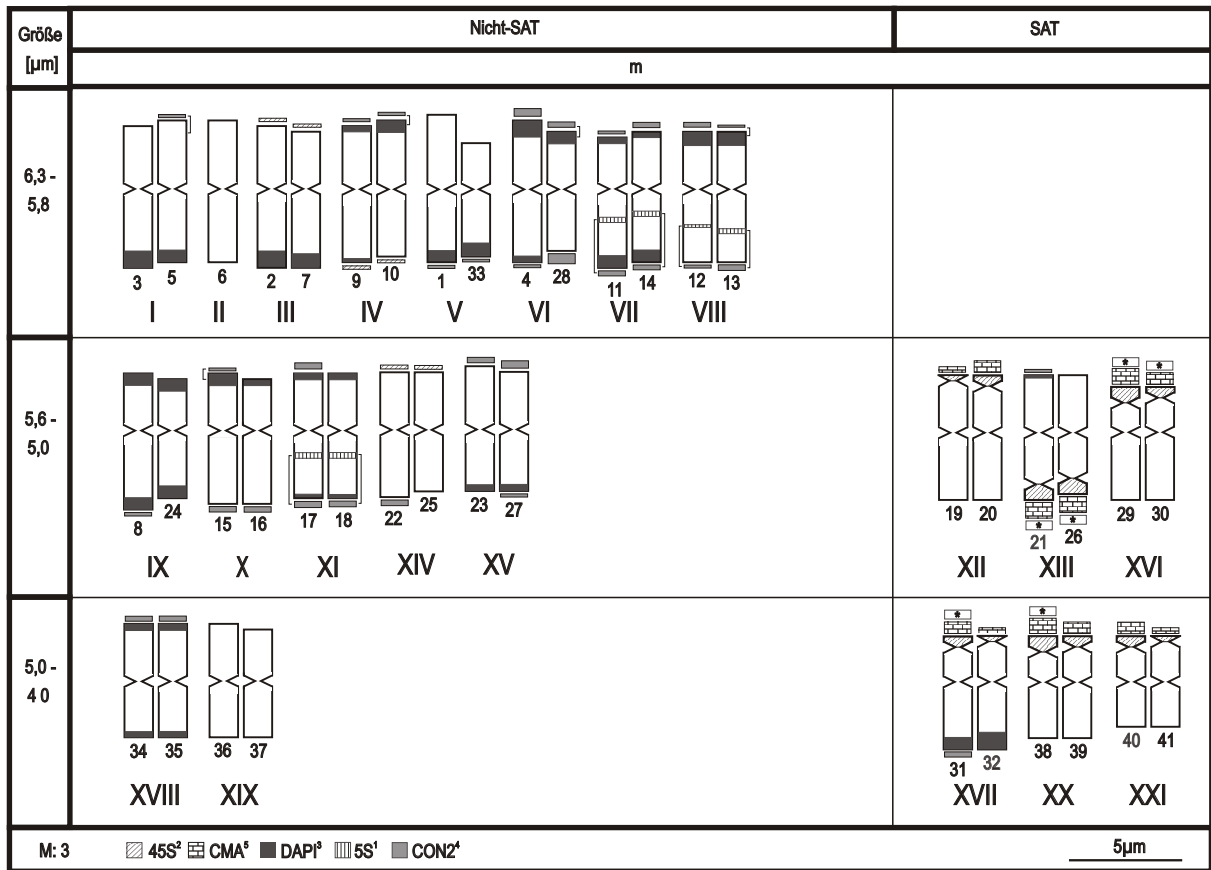 Größe
[µm]
Nicht-SAT
SAT
m
6,3 -
5,8
3 5 6 2 7 9 10 1 33 4 28 11 14 12 13
I II III IV V VI VII VIII
5,6 -
5,0
8 24 15 16 17 18 22 25 23 27 19 20 21 26 29 30
IX X XI XIV XV XII XIII XVI
5,0 -
4 0
34 35 36 37 31 32 38 39 40 41
XVIII XIX XVII XX XXI
M: 3 45S² CMA⁵ DAPI³ 5S¹ CON2⁴ 5µm